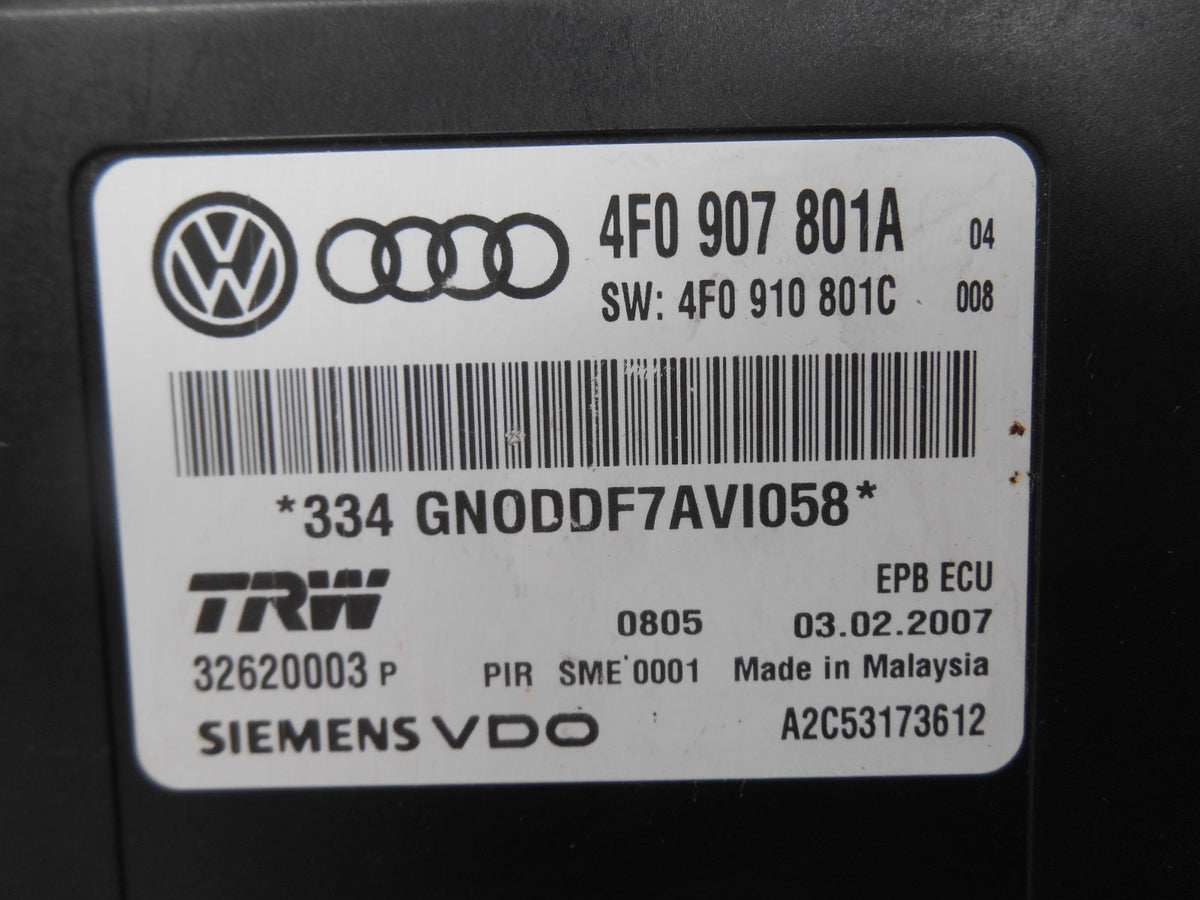 4F0 907 801A 04
SW: 4F0 910 801C 008
*334 GN0DDF7AVI058*
TRW
EPB ECU
0805 03.02.2007
32620003 P PIR SME 0001 Made in Malaysia
SIEMENS VDO A2C53173612